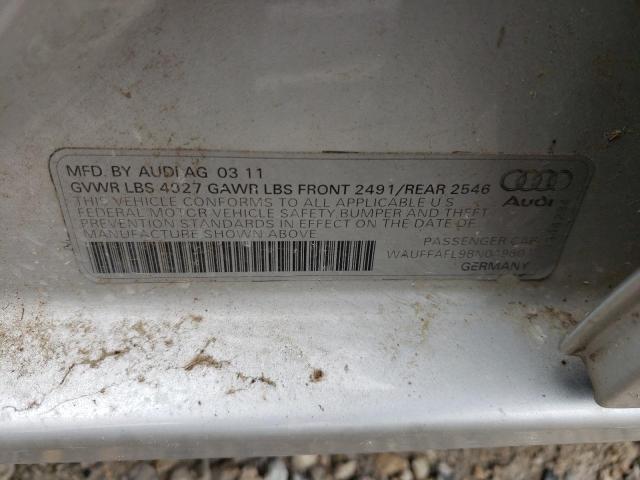 MFD. BY AUDI AG 03 11
GVWR LBS 4927 GAWR LBS FRONT 2491/REAR 2546
THIS VEHICLE CONFORMS TO ALL APPLICABLE U S
FEDERAL MOTOR VEHICLE SAFETY BUMPER AND THEFT
PREVENTION STANDARDS IN EFFECT ON THE DATE OF
MANUFACTURE SHOWN ABOVE
Audi
PASSENGER CAR
GERMANY